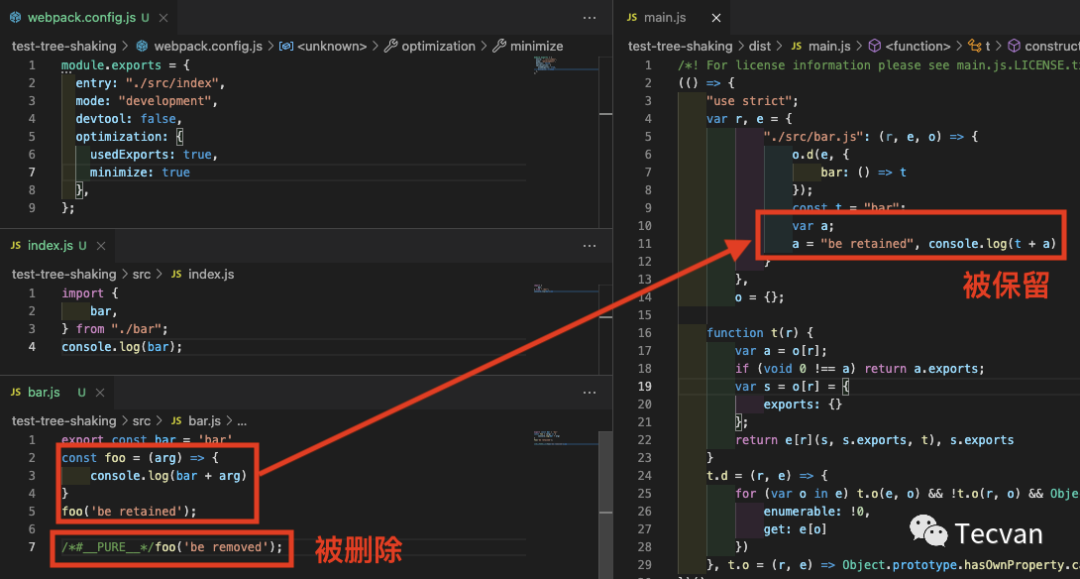 webpack.config.js U
test-tree-shaking > webpack.config.js > <unknown> > optimization > minimize
1 module.exports = {
2 entry: "./src/index",
3 mode: "development",
4 devtool: false,
5 optimization: {
6 usedExports: true,
7 minimize: true
8 },
9 };
JS index.js U
test-tree-shaking > src > JS index.js
1 import {
2 bar,
3 } from "./bar";
4 console.log(bar);
JS bar.js U
test-tree-shaking > src > JS bar.js > ...
1 export const bar = 'bar'
2 const foo = (arg) => {
3 console.log(bar + arg)
4 }
5 foo('be retained');
6
7 /*#__PURE__*/foo('be removed');
被删除
JS main.js
test-tree-shaking > dist > JS main.js > <function> > t > construct
1 /*! For license information please see main.js.LICENSE.t
2 (() => {
3 "use strict";
4 var r, e = {
5 "./src/bar.js": (r, e, o) => {
6 o.d(e, {
7 bar: () => t
8 });
9 const t = "bar";
10 var a;
11 a = "be retained", console.log(t + a)
12 }
13 },
14 o = {};
被保留
15
16 function t(r) {
17 var a = o[r];
18 if (void 0 !== a) return a.exports;
19 var s = o[r] = {
20 exports: {}
21 };
22 return e[r](s, s.exports, t), s.exports
23 }
24 t.d = (r, e) => {
25 for (var o in e) t.o(e, o) && !t.o(r, o) && Obje
26 enumerable: !0,
27 get: e[o]
28 })
29 }, t.o = (r, e) => Object.prototype.hasOwnProperty.ca
Tecvan